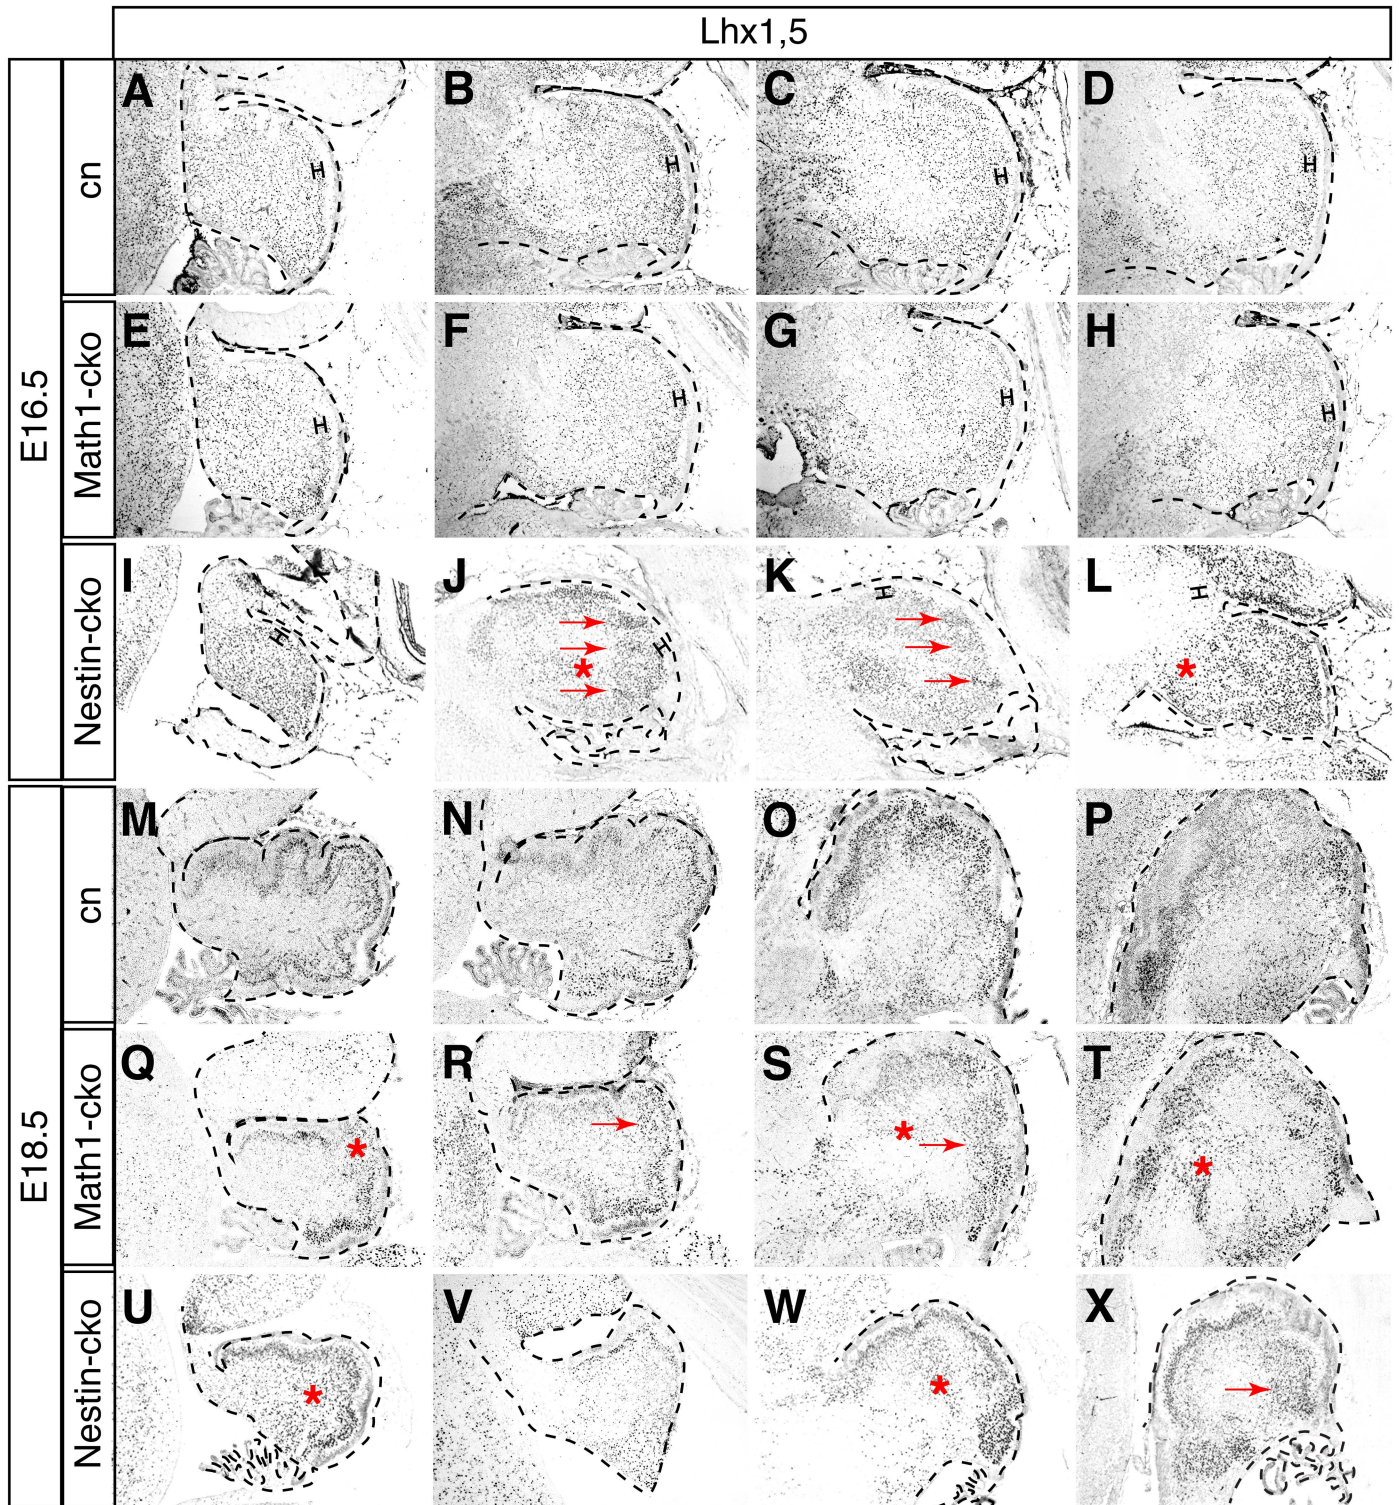 Lhx1,5
E16.5
cn
A
B
C
D
H
H
H
H
Math1-cko
E
F
G
H
H
H
H
H
Nestin-cko
I
J
K
L
H
H
H
H
*
*
E18.5
cn
M
N
O
P
Math1-cko
Q
R
S
T
*
*
*
Nestin-cko
U
V
W
X
*
*